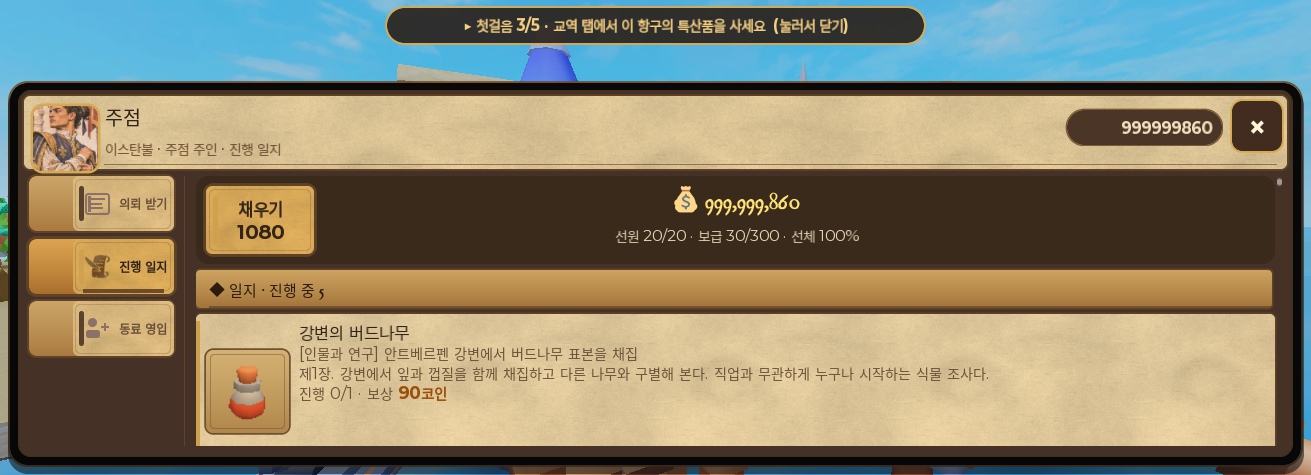 ▸ 첫걸음 3/5 · 교역 탭에서 이 항구의 특산품을 사세요 (눌러서 닫기)
주점
이스탄불 · 주점 주인 · 진행 일지
999999860
×
의뢰 받기
진행 일지
동료 영입
채우기
1080
999,999,860
선원 20/20 · 보급 30/300 · 선체 100%
◆ 일지 · 진행 중 5
강변의 버드나무
[인물과 연구] 안트베르펜 강변에서 버드나무 표본을 채집
제1장. 강변에서 잎과 껍질을 함께 채집하고 다른 나무와 구별해 본다. 직업과 무관하게 누구나 시작하는 식물 조사다.
진행 0/1 · 보상 90코인